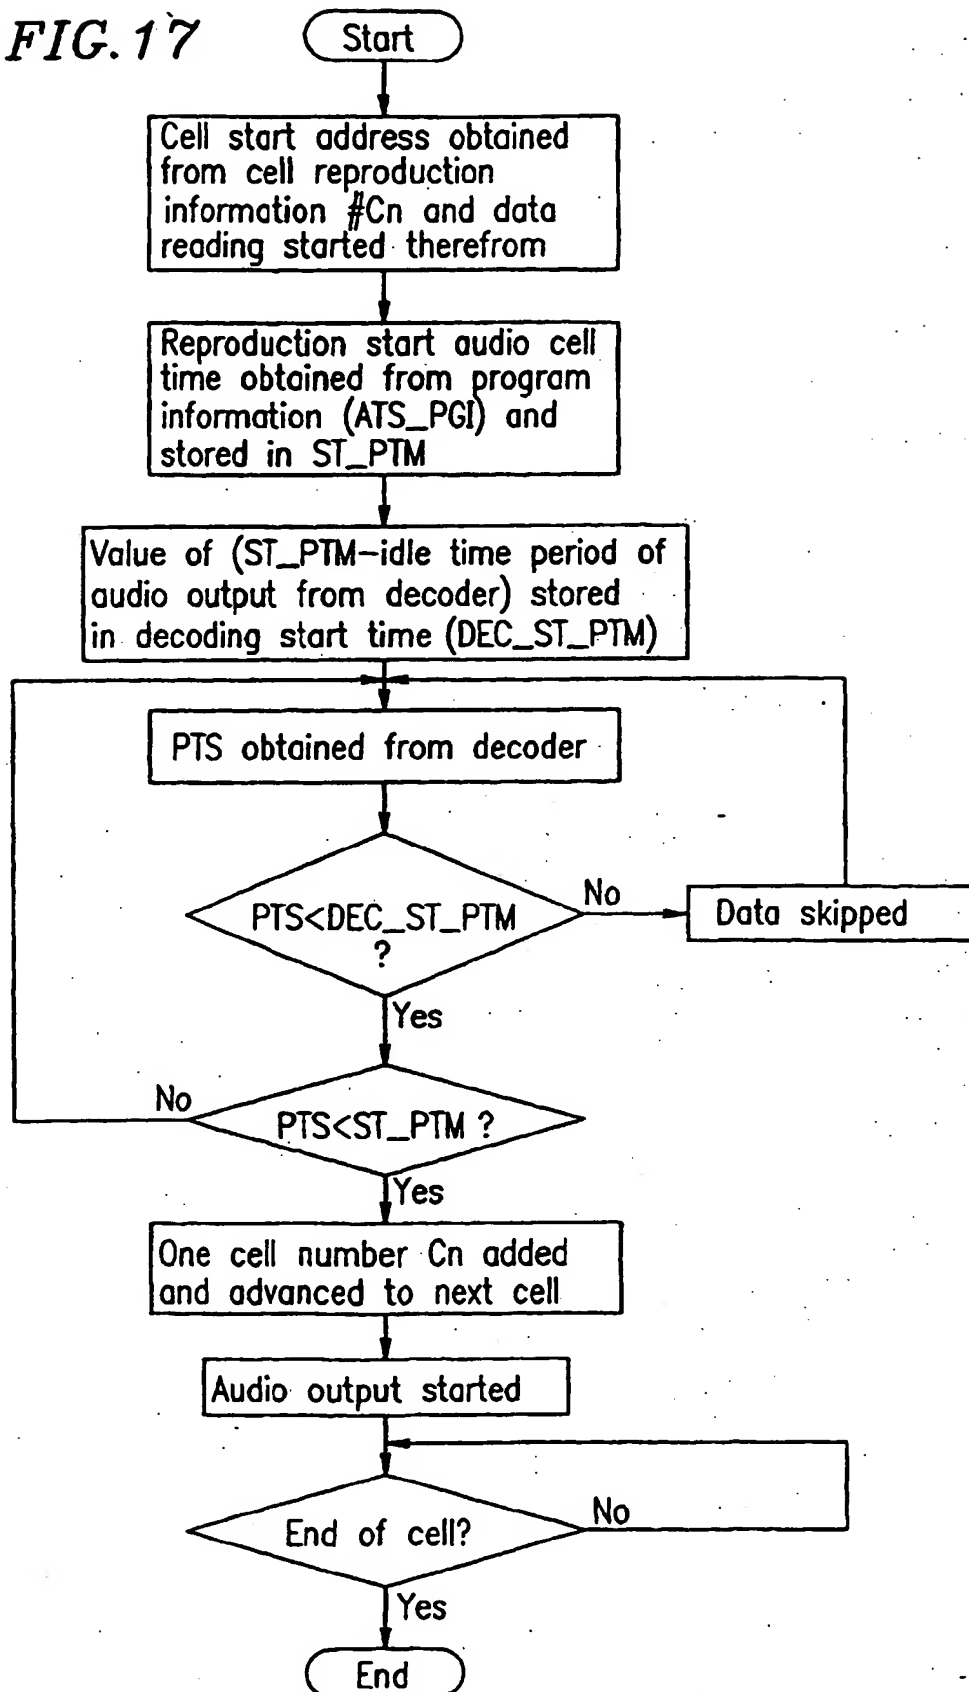 FIG. 17
Start
Cell start address obtained
from cell reproduction
information #Cn and data
reading started therefrom
Reproduction start audio cell
time obtained from program
information (ATS_PGI) and
stored in ST_PTM
Value of (ST_PTM-idle time period of
audio output from decoder) stored
in decoding start time (DEC_ST_PTM)
PTS obtained from decoder
PTS<DEC_ST_PTM
?
No
Data skipped
Yes
No
PTS<ST_PTM ?
Yes
One cell number Cn added
and advanced to next cell
Audio output started
End of cell?
No
Yes
End